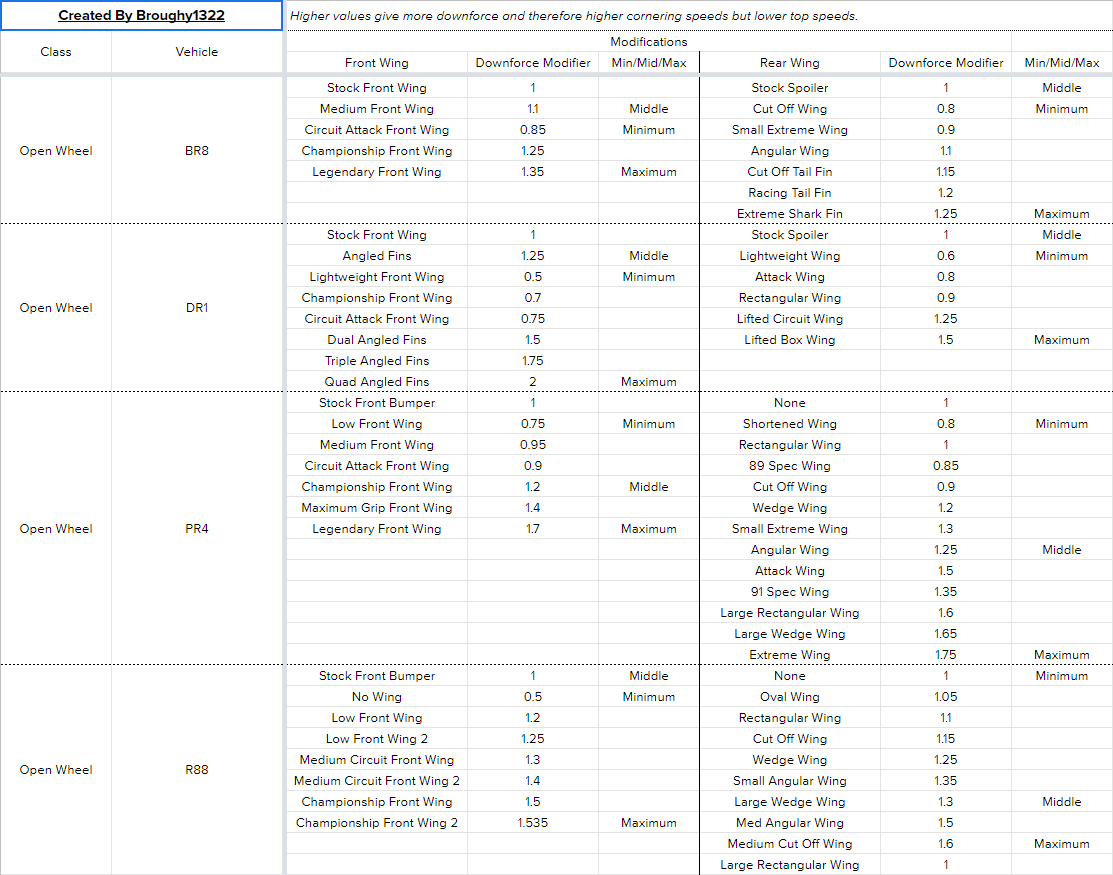 Created By Broughy1322 Higher values give more downforce and therefore higher cornering speeds but lower top speeds.
Class Vehicle Modifications
Front Wing Downforce Modifier Min/Mid/Max Rear Wing Downforce Modifier Min/Mid/Max
Stock Front Wing 1 Stock Spoiler 1 Middle
Medium Front Wing 1.1 Middle Cut Off Wing 0.8 Minimum
Circuit Attack Front Wing 0.85 Minimum Small Extreme Wing 0.9
Open Wheel BR8 Championship Front Wing 1.25 Angular Wing 1.1
Legendary Front Wing 1.35 Maximum Cut Off Tail Fin 1.15
Racing Tail Fin 1.2
Extreme Shark Fin 1.25 Maximum
Stock Front Wing 1 Stock Spoiler 1 Middle
Angled Fins 1.25 Middle Lightweight Wing 0.6 Minimum
Lightweight Front Wing 0.5 Minimum Attack Wing 0.8
Championship Front Wing 0.7 Rectangular Wing 0.9
Open Wheel DR1 Circuit Attack Front Wing 0.75 Lifted Circuit Wing 1.25
Dual Angled Fins 1.5 Lifted Box Wing 1.5 Maximum
Triple Angled Fins 1.75
Quad Angled Fins 2 Maximum
Stock Front Bumper 1 None 1
Low Front Wing 0.75 Minimum Shortened Wing 0.8 Minimum
Medium Front Wing 0.95 Rectangular Wing 1
Circuit Attack Front Wing 0.9 89 Spec Wing 0.85
Championship Front Wing 1.2 Middle Cut Off Wing 0.9
Maximum Grip Front Wing 1.4 Wedge Wing 1.2
Open Wheel PR4 Legendary Front Wing 1.7 Maximum Small Extreme Wing 1.3
Angular Wing 1.25 Middle
Attack Wing 1.5
91 Spec Wing 1.35
Large Rectangular Wing 1.6
Large Wedge Wing 1.65
Extreme Wing 1.75 Maximum
Stock Front Bumper 1 Middle None 1 Minimum
No Wing 0.5 Minimum Oval Wing 1.05
Low Front Wing 1.2 Rectangular Wing 1.1
Low Front Wing 2 1.25 Cut Off Wing 1.15
Medium Circuit Front Wing 1.3 Wedge Wing 1.25
Open Wheel R88 Medium Circuit Front Wing 2 1.4 Small Angular Wing 1.35
Championship Front Wing 1.5 Large Wedge Wing 1.3 Middle
Championship Front Wing 2 1.535 Maximum Med Angular Wing 1.5
Medium Cut Off Wing 1.6 Maximum
Large Rectangular Wing 1